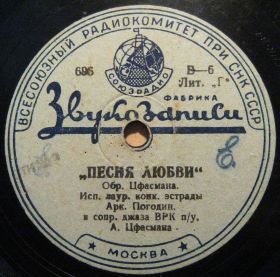 ВСЕСОЮЗНЫЙ РАДИОКОМИТЕТ ПРИ СНК СССР
СОЮЗРАДИО
696
В—6
Лит. „Г"
ФАБРИКА
Звукозаписи
„ПЕСНЯ ЛЮБВИ"
Обр. Цфасмана.
Исп. лаур. конк. эстрады
Арк. Погодин,
в сопр. джаза ВРК п/у.
А. Цфасмана
МОСКВА